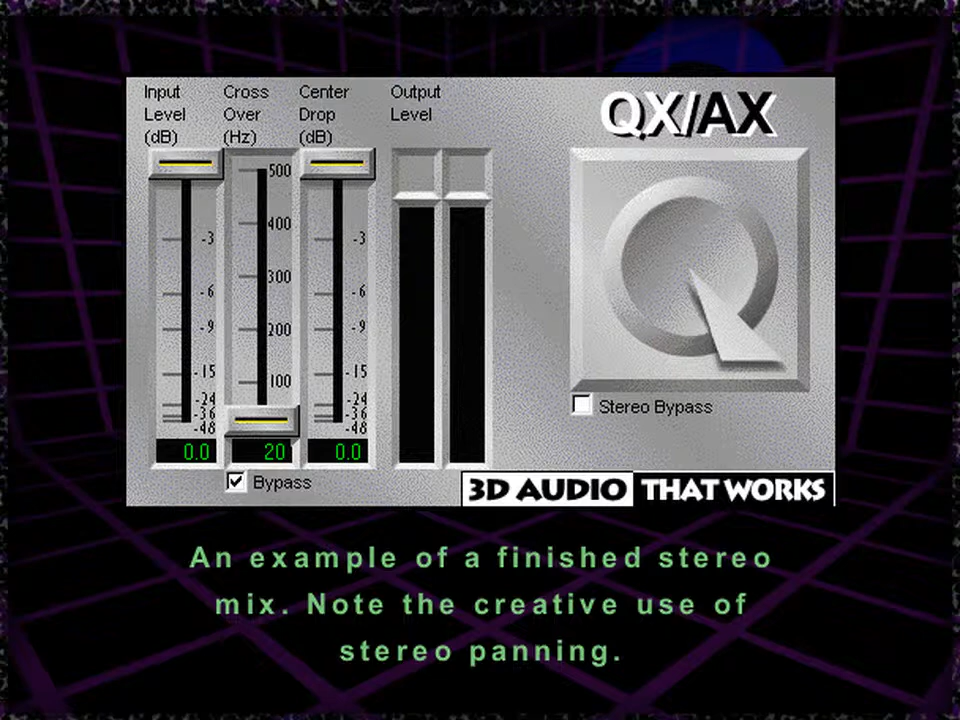 Input Level (dB)
Cross Over (Hz)
Center Drop (dB)
Output Level
QX/AX
-3
-6
-9
-15
-24
-36
-48
0.0
500
400
300
200
100
20
-3
-6
-9
-15
-24
-36
-48
0.0
Bypass
Stereo Bypass
3D AUDIO THAT WORKS
An example of a finished stereo
mix. Note the creative use of
stereo panning.